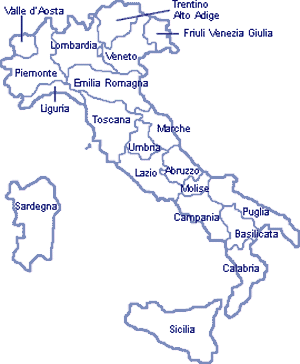 Trentino
Alto Adige
Valle d'Aosta
Friuli Venezia Giulia
Lombardia
Veneto
Piemonte
Emilia Romagna
Liguria
Toscana
Marche
Umbria
Lazio
Abruzzo
Molise
Sardegna
Campania
Puglia
Basilicata
Calabria
Sicilia